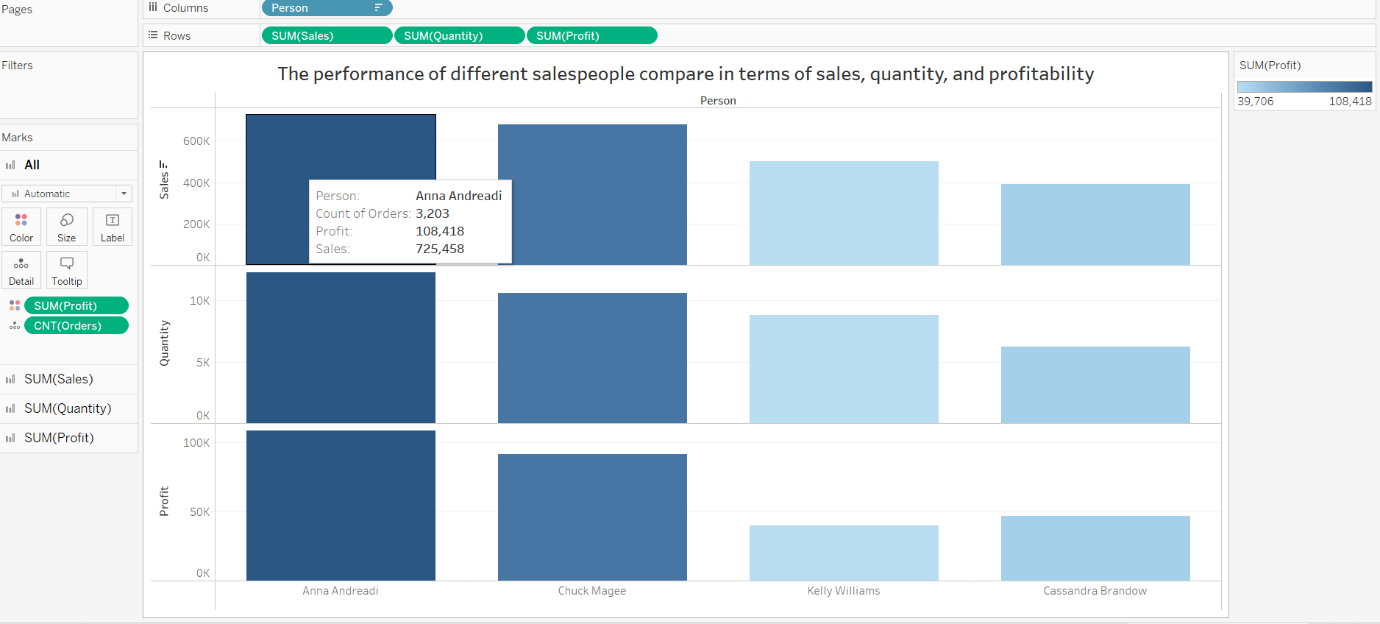 Pages
Columns
Person
Rows
SUM(Sales)
SUM(Quantity)
SUM(Profit)
Filters
Marks
All
Automatic
Color
Size
Label
Detail
Tooltip
SUM(Profit)
CNT(Orders)
SUM(Sales)
SUM(Quantity)
SUM(Profit)
The performance of different salespeople compare in terms of sales, quantity, and profitability
Person
Sales
600K
400K
200K
0K
Person: Anna Andreadi
Count of Orders: 3,203
Profit: 108,418
Sales: 725,458
Quantity
10K
5K
0K
Profit
100K
50K
0K
Anna Andreadi
Chuck Magee
Kelly Williams
Cassandra Brandow
SUM(Profit)
39,706 108,418